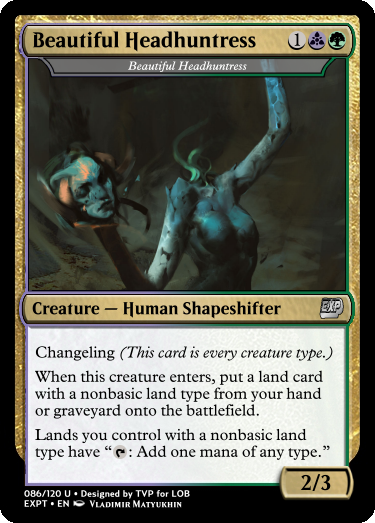 Beautiful Headhuntress 1
Beautiful Headhuntress
Creature — Human Shapeshifter EXP
Changeling (This card is every creature type.)
When this creature enters, put a land card
with a nonbasic land type from your hand
or graveyard onto the battlefield.
Lands you control with a nonbasic land
type have “: Add one mana of any type.”
2/3
086/120 U • Designed by TVP for LOB
EXPT • EN Vladimir Matyukhin